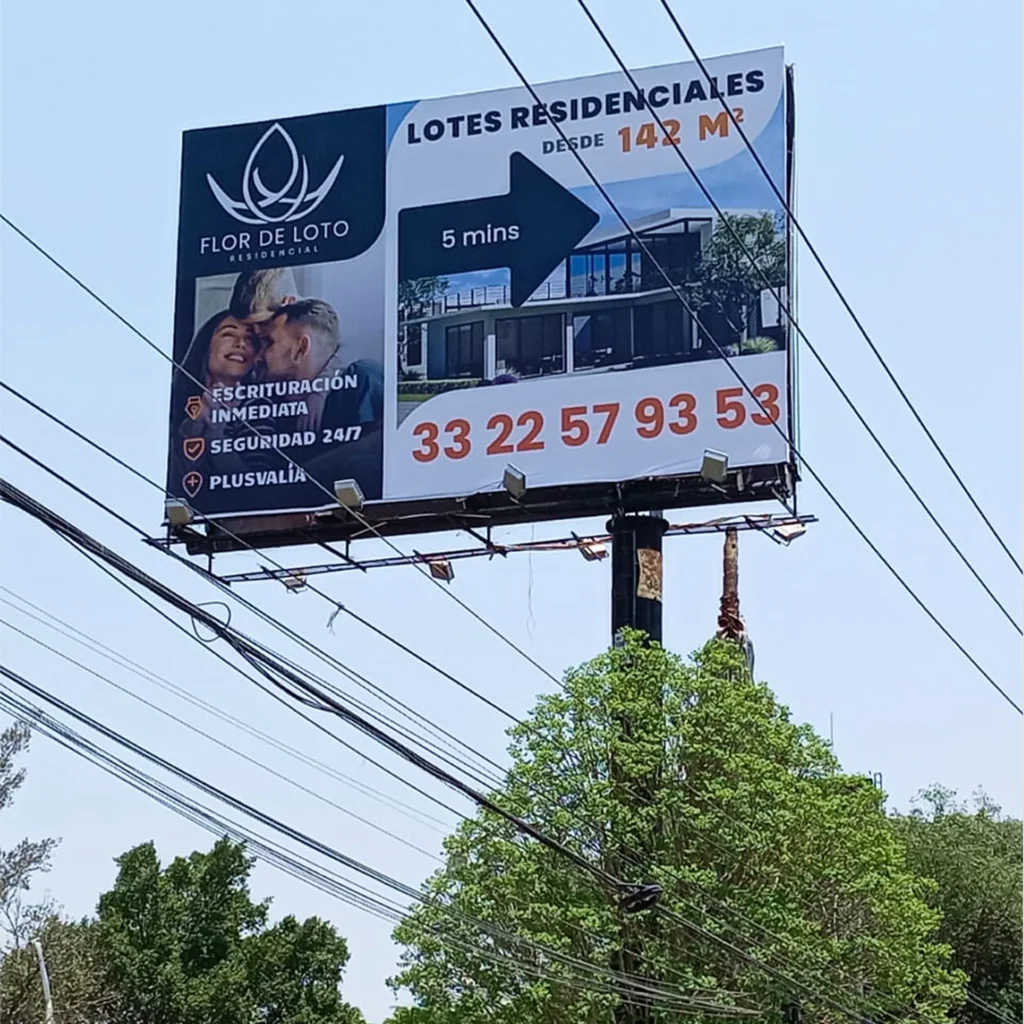 FLOR DE LOTO
RESIDENCIAL
ESCRITURACIÓN
INMEDIATA
SEGURIDAD 24/7
PLUSVALÍA
LOTES RESIDENCIALES
DESDE 142 M²
5 mins
33 22 57 93 53